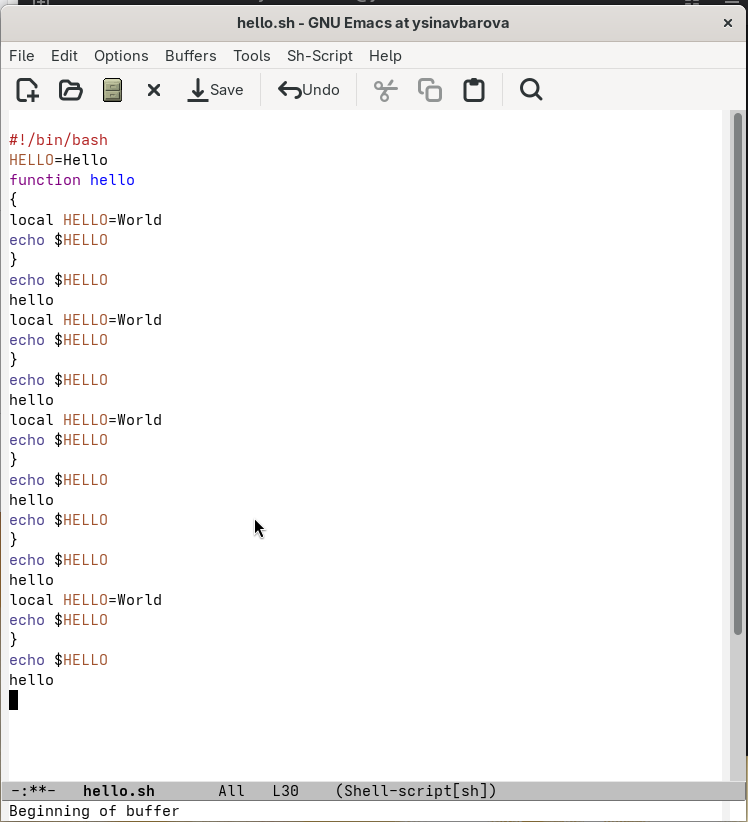 hello.sh - GNU Emacs at ysinavbarova
File Edit Options Buffers Tools Sh-Script Help
Save Undo
#!/bin/bash
HELLO=Hello
function hello
{
local HELLO=World
echo $HELLO
}
echo $HELLO
hello
local HELLO=World
echo $HELLO
}
echo $HELLO
hello
local HELLO=World
echo $HELLO
}
echo $HELLO
hello
echo $HELLO
}
echo $HELLO
hello
local HELLO=World
echo $HELLO
}
echo $HELLO
hello
-:**- hello.sh All L30 (Shell-script[sh])
Beginning of buffer